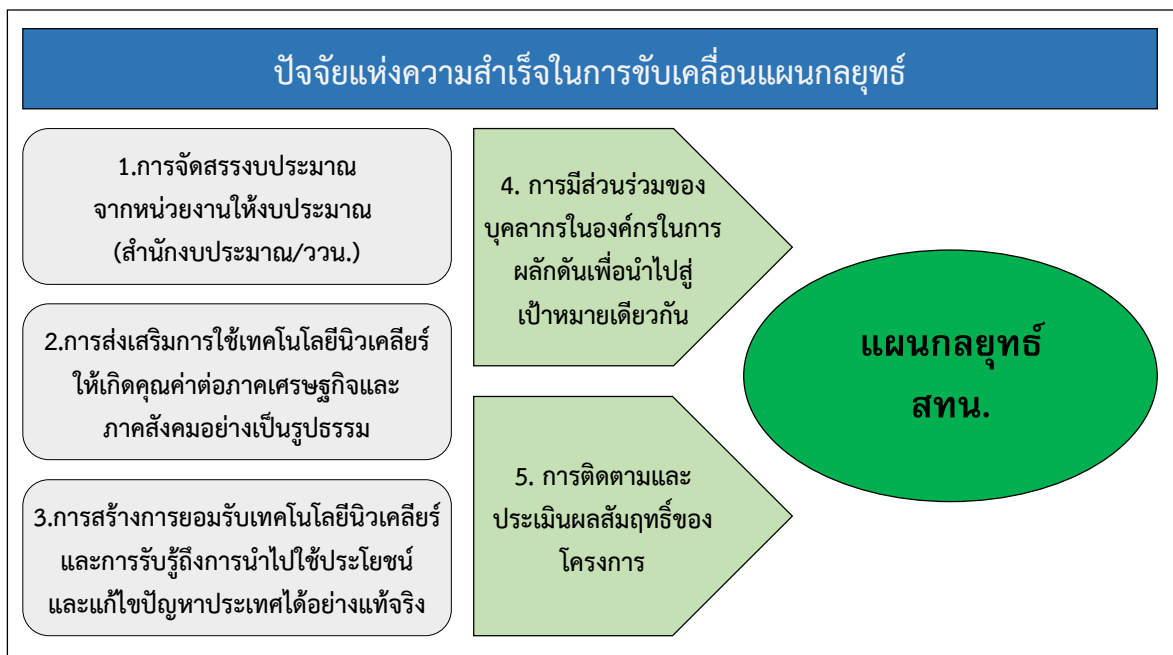 ปัจจัยแห่งความสำเร็จในการขับเคลื่อนแผนกลยุทธ์
1.การจัดสรรงบประมาณ
จากหน่วยงานให้งบประมาณ
(สำนักงบประมาณ/ววน.)
2.การส่งเสริมการใช้เทคโนโลยีนิวเคลียร์
ให้เกิดคุณค่าต่อภาคเศรษฐกิจและ
ภาคสังคมอย่างเป็นรูปธรรม
3.การสร้างการยอมรับเทคโนโลยีนิวเคลียร์
และการรับรู้ถึงการนำไปใช้ประโยชน์
และแก้ไขปัญหาประเทศได้อย่างแท้จริง
4. การมีส่วนร่วมของ
บุคลากรในองค์กรในการ
ผลักดันเพื่อนำไปสู่
เป้าหมายเดียวกัน
5. การติดตามและ
ประเมินผลสัมฤทธิ์ของ
โครงการ
แผนกลยุทธ์
สทน.